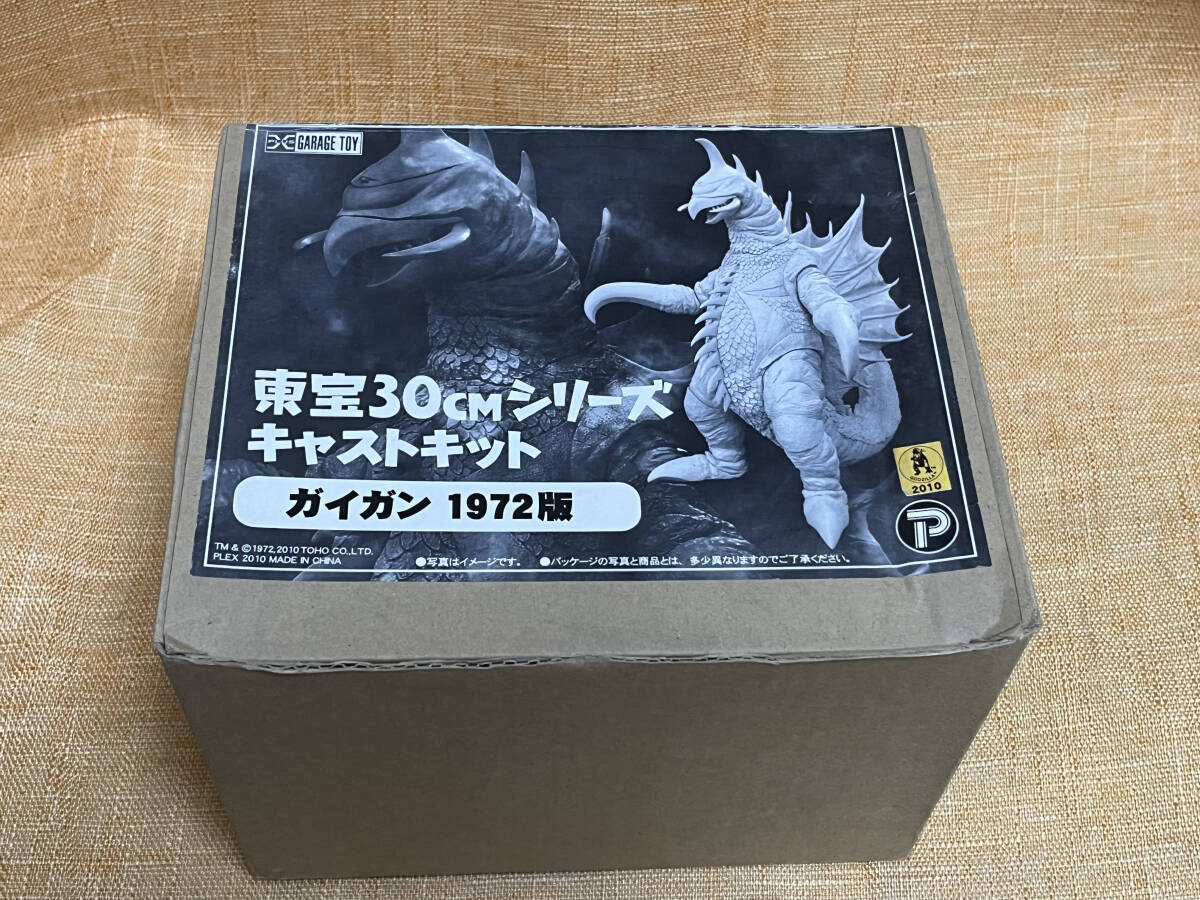 GARAGE TOY
東宝30CMシリーズ
キャストキット
ガイガン 1972版
TM & ©1972,2010 TOHO CO.,LTD.
PLEX 2010 MADE IN CHINA
●写真はイメージです。 ●パッケージの写真と商品とは、多少異なりますのでご了承ください。
GODZILLA
2010
P